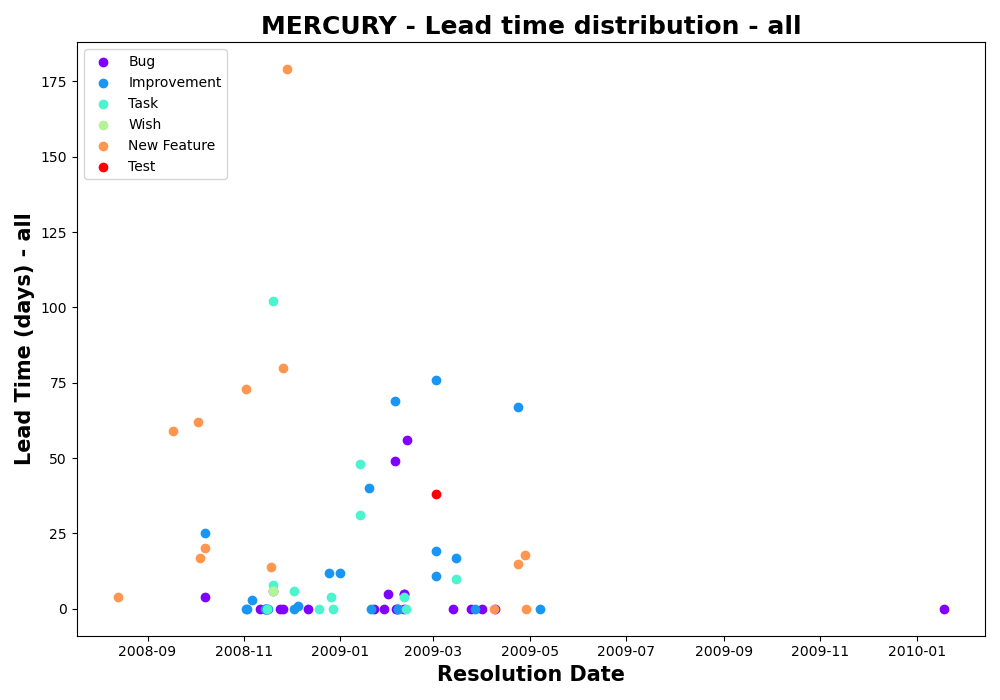 MERCURY - Lead time distribution - all
Bug
Improvement
Task
Wish
New Feature
Test
Lead Time (days) - all
175
150
125
100
75
50
25
0
2008-09 2008-11 2009-01 2009-03 2009-05 2009-07 2009-09 2009-11 2010-01
Resolution Date